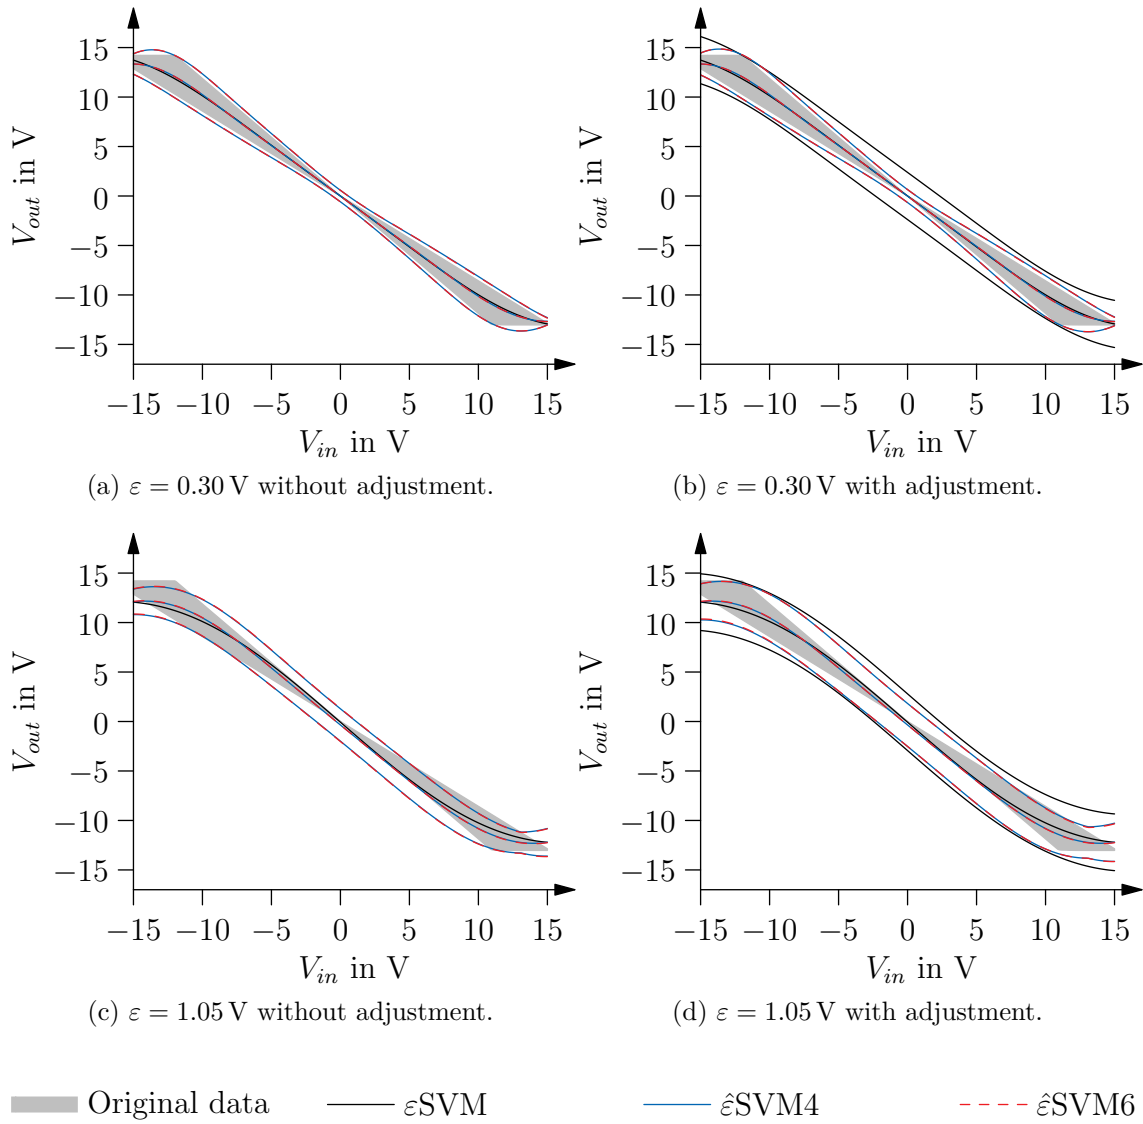 15
10
5
0
−5
−10
−15
V_out in V
−15 −10 −5 0 5 10 15
V_in in V
(a) ε = 0.30 V without adjustment.
15
10
5
0
−5
−10
−15
V_out in V
−15 −10 −5 0 5 10 15
V_in in V
(b) ε = 0.30 V with adjustment.
15
10
5
0
−5
−10
−15
V_out in V
−15 −10 −5 0 5 10 15
V_in in V
(c) ε = 1.05 V without adjustment.
15
10
5
0
−5
−10
−15
V_out in V
−15 −10 −5 0 5 10 15
V_in in V
(d) ε = 1.05 V with adjustment.
Original data εSVM ε̂SVM4 ε̂SVM6